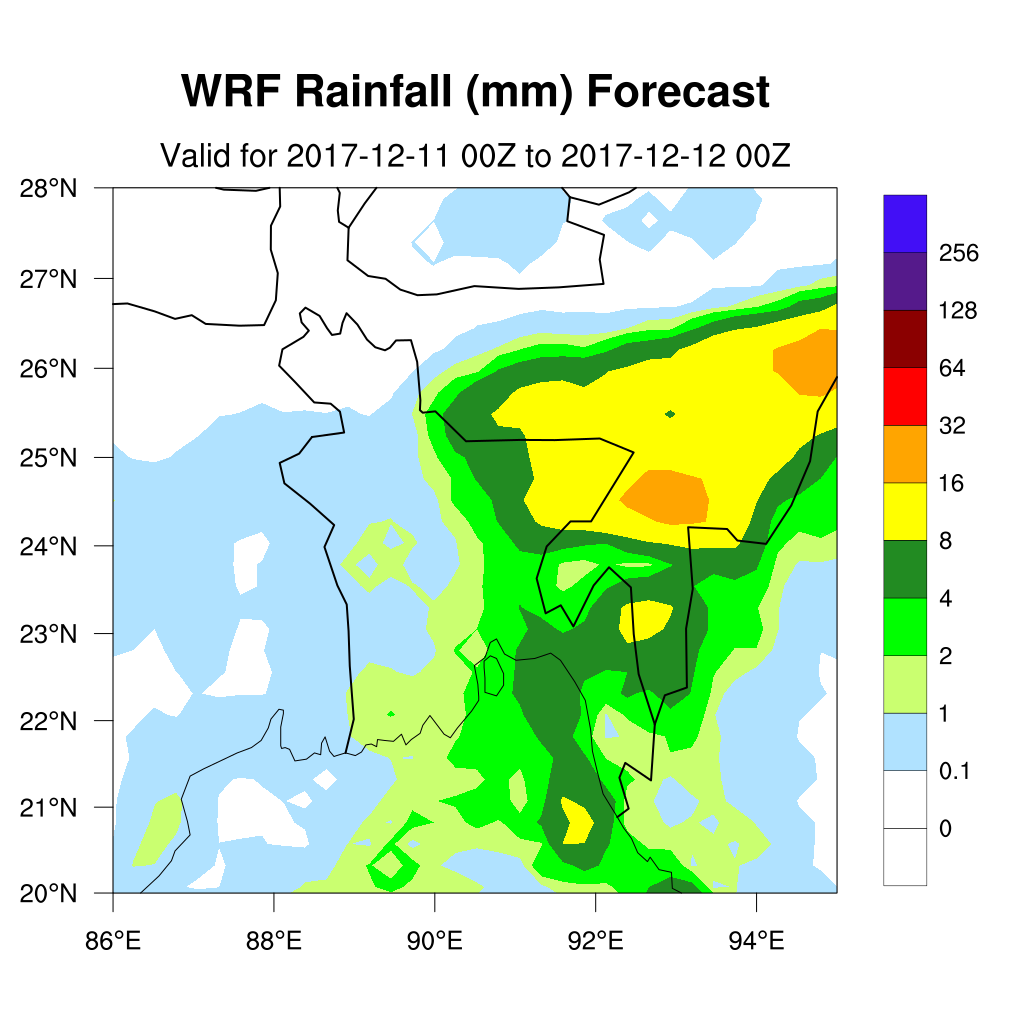 WRF Rainfall (mm) Forecast
Valid for 2017-12-11 00Z to 2017-12-12 00Z
28°N
27°N
26°N
25°N
24°N
23°N
22°N
21°N
20°N
86°E 88°E 90°E 92°E 94°E
256
128
64
32
16
8
4
2
1
0.1
0